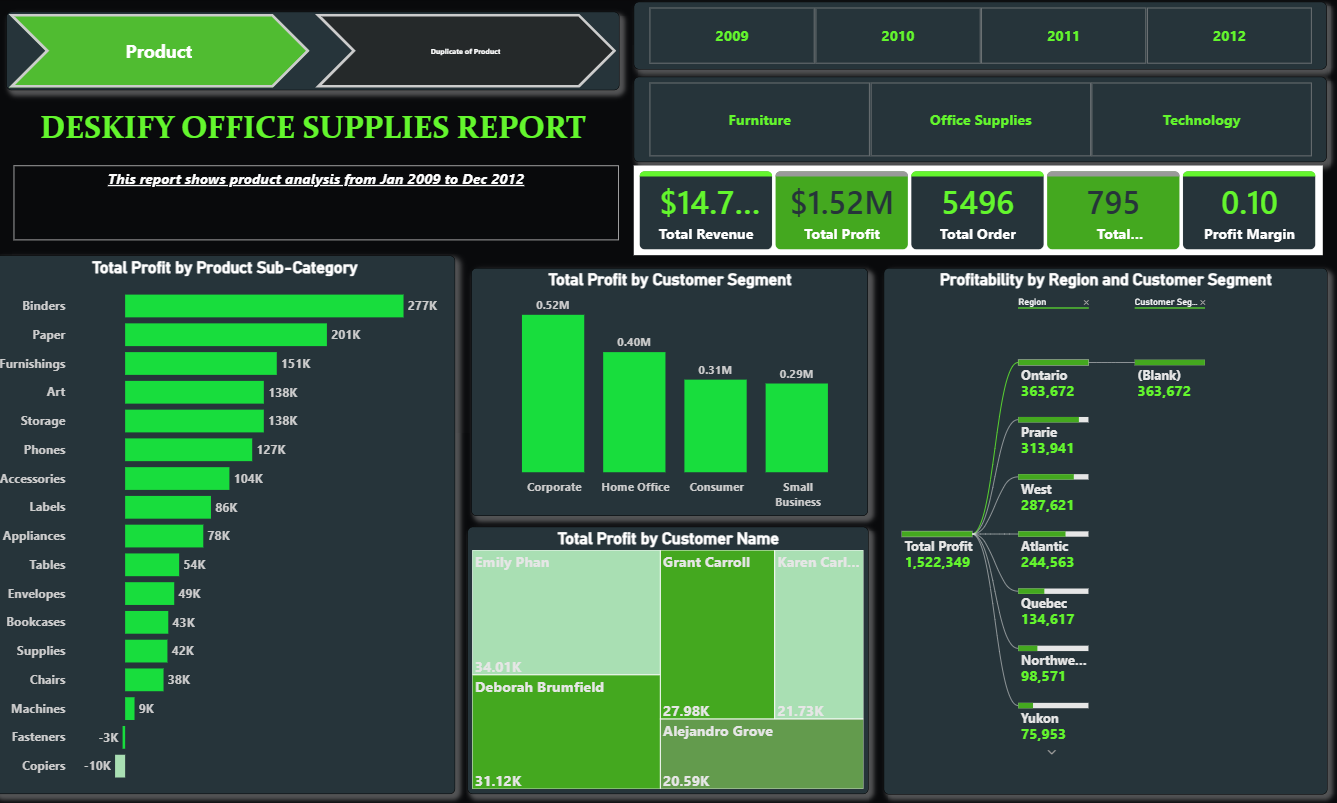 Product
Duplicate of Product
2009
2010
2011
2012
DESKIFY OFFICE SUPPLIES REPORT
Furniture
Office Supplies
Technology
This report shows product analysis from Jan 2009 to Dec 2012
$14.7...
Total Revenue
$1.52M
Total Profit
5496
Total Order
795
Total...
0.10
Profit Margin
Total Profit by Product Sub-Category
Binders 277K
Paper 201K
Furnishings 151K
Art 138K
Storage 138K
Phones 127K
Accessories 104K
Labels 86K
Appliances 78K
Tables 54K
Envelopes 49K
Bookcases 43K
Supplies 42K
Chairs 38K
Machines 9K
Fasteners -3K
Copiers -10K
Total Profit by Customer Segment
0.52M
0.40M
0.31M
0.29M
Corporate
Home Office
Consumer
Small
Business
Total Profit by Customer Name
Emily Phan
34.01K
Deborah Brumfield
31.12K
Grant Carroll
27.98K
Karen Carl...
21.73K
Alejandro Grove
20.59K
Profitability by Region and Customer Segment
Region
Customer Seg...
Total Profit
1,522,349
Ontario
363,672
(Blank)
363,672
Prarie
313,941
West
287,621
Atlantic
244,563
Quebec
134,617
Northwe...
98,571
Yukon
75,953